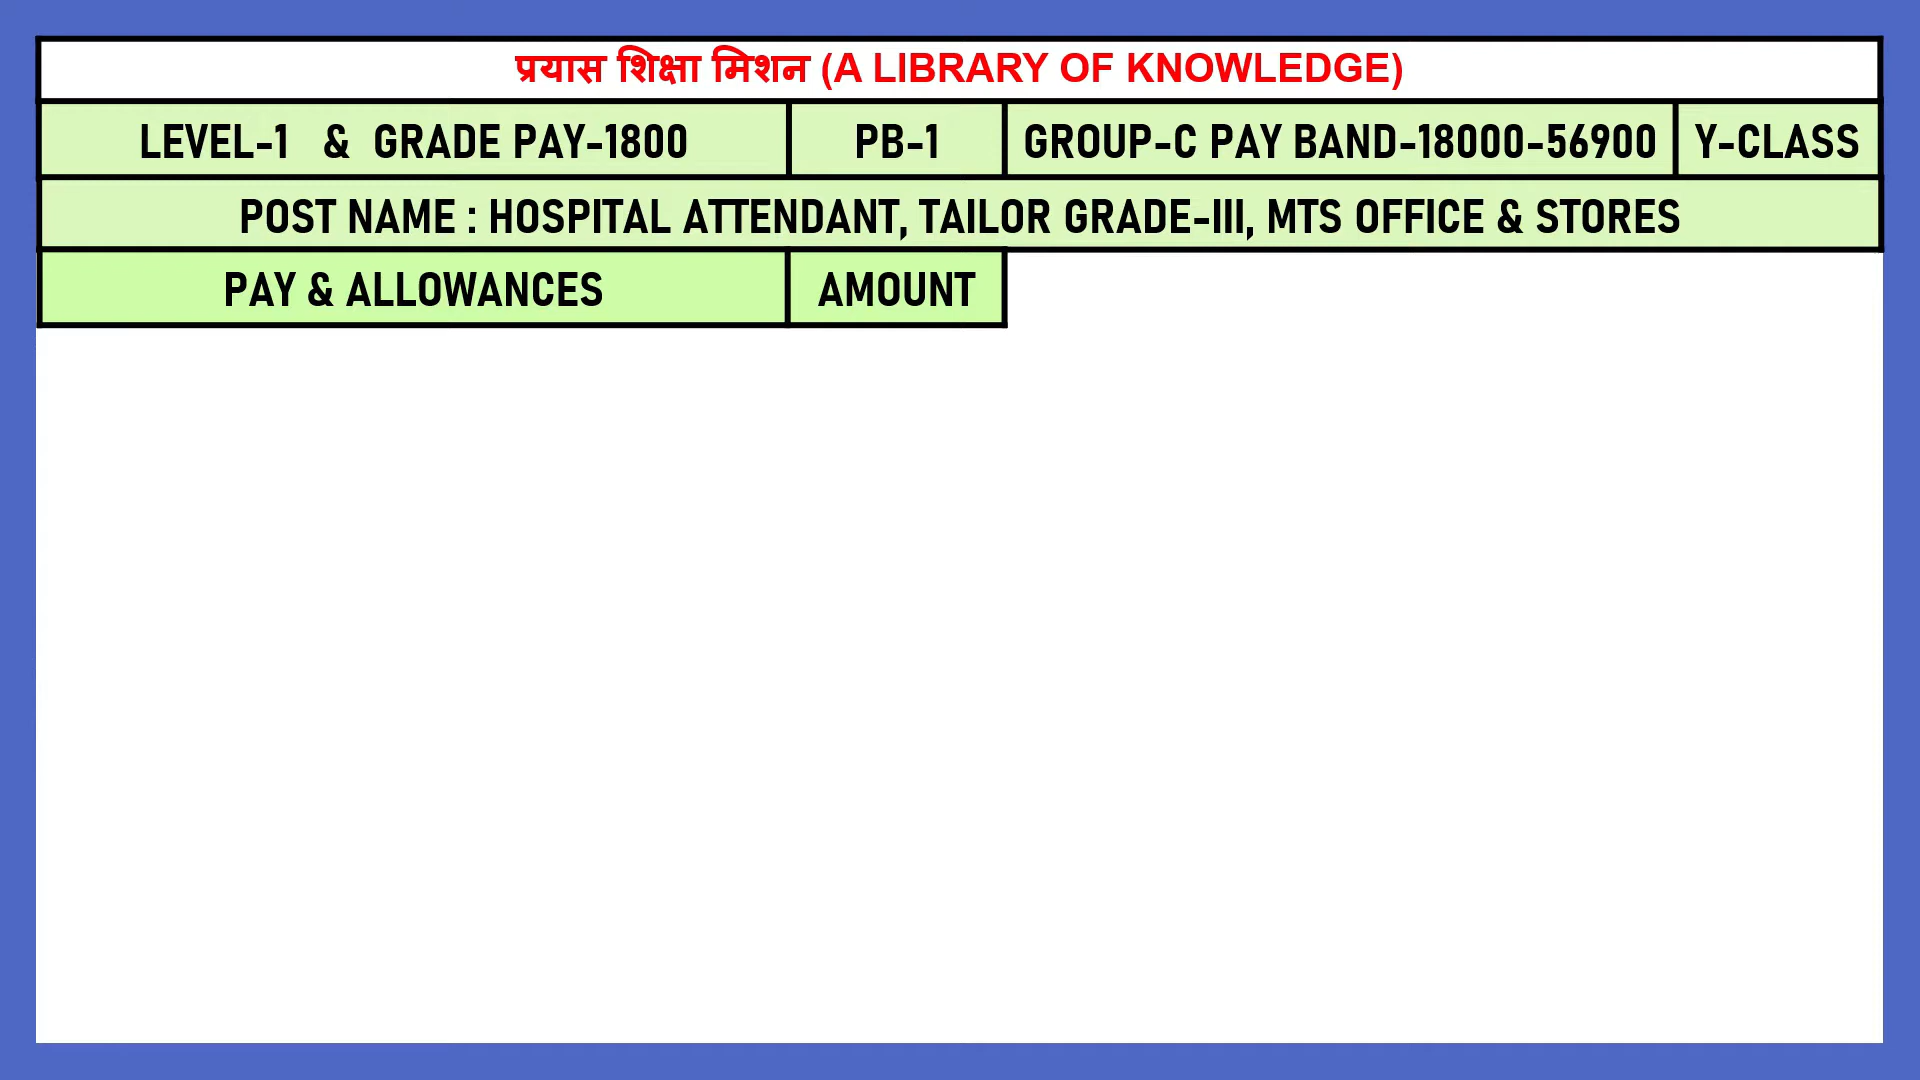 प्रयास शिक्षा मिशन (A LIBRARY OF KNOWLEDGE)
LEVEL-1 & GRADE PAY-1800 PB-1 GROUP-C PAY BAND-18000-56900 Y-CLASS
POST NAME : HOSPITAL ATTENDANT, TAILOR GRADE-III, MTS OFFICE & STORES
PAY & ALLOWANCES AMOUNT